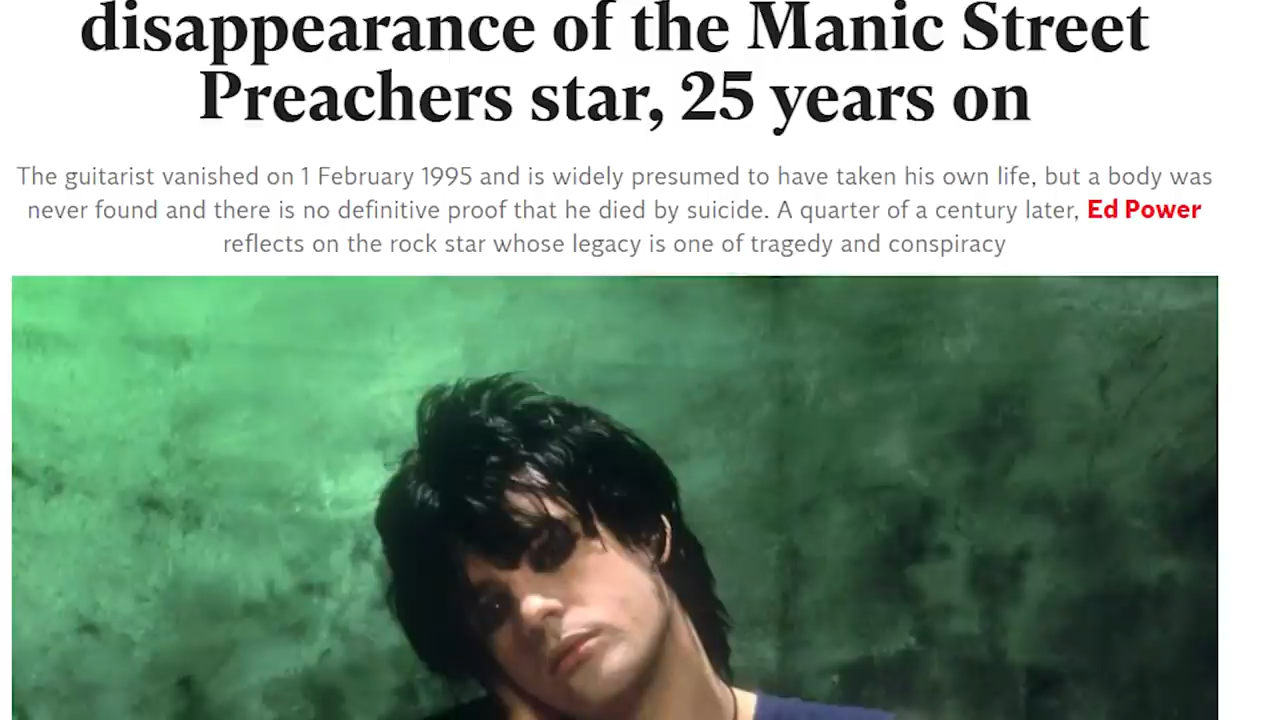 disappearance of the Manic Street
Preachers star, 25 years on
The guitarist vanished on 1 February 1995 and is widely presumed to have taken his own life, but a body was
never found and there is no definitive proof that he died by suicide. A quarter of a century later, Ed Power
reflects on the rock star whose legacy is one of tragedy and conspiracy